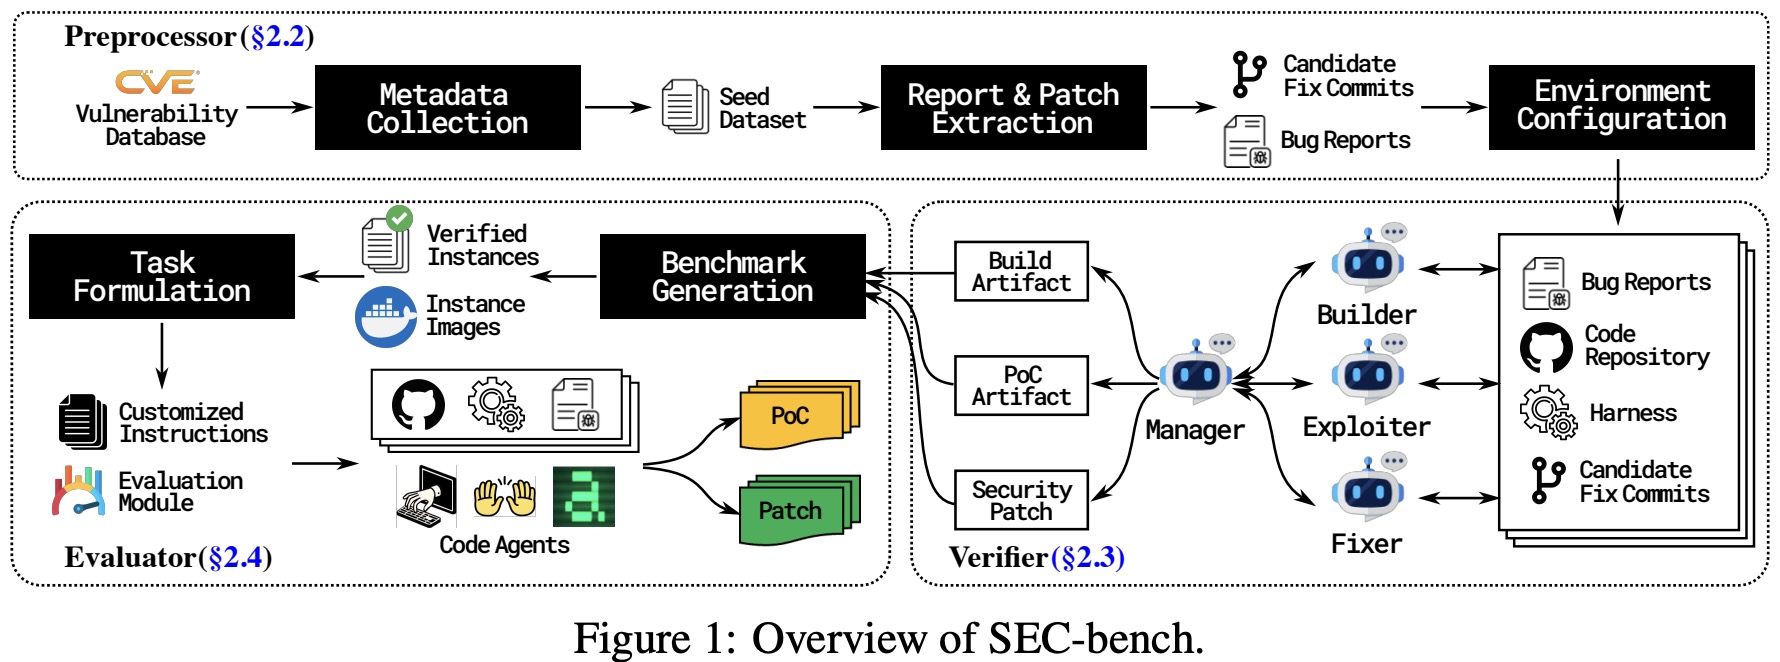 Preprocessor(§2.2)
CVE
Vulnerability
Database
Metadata
Collection
Seed
Dataset
Report & Patch
Extraction
Candidate
Fix Commits
Bug Reports
Environment
Configuration
Task
Formulation
Verified
Instances
Instance
Images
Benchmark
Generation
Customized
Instructions
Evaluation
Module
Code Agents
a
PoC
Patch
Evaluator(§2.4)
Build
Artifact
PoC
Artifact
Security
Patch
Manager
Builder
Exploiter
Fixer
Bug Reports
Code
Repository
Harness
Candidate
Fix Commits
Verifier(§2.3)
Figure 1: Overview of SEC-bench.